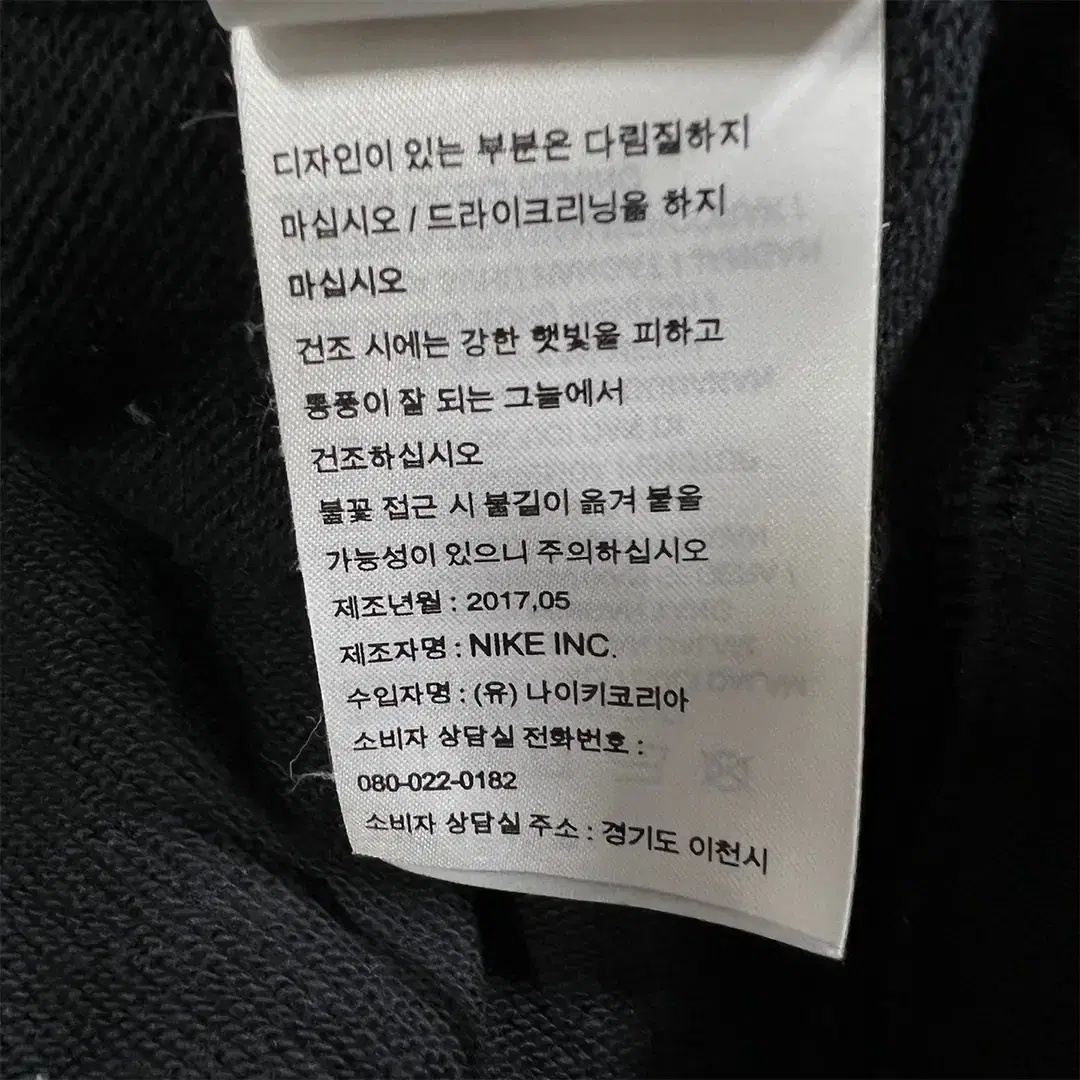 디자인이 있는 부분은 다림질하지
마십시오 / 드라이크리닝을 하지
마십시오
건조 시에는 강한 햇빛을 피하고
통풍이 잘 되는 그늘에서
건조하십시오
불꽃 접근 시 불길이 옮겨 붙을
가능성이 있으니 주의하십시오
제조년월 : 2017,05
제조자명 : NIKE INC.
수입자명 : (유) 나이키코리아
소비자 상담실 전화번호 :
080-022-0182
소비자 상담실 주소 : 경기도 이천시